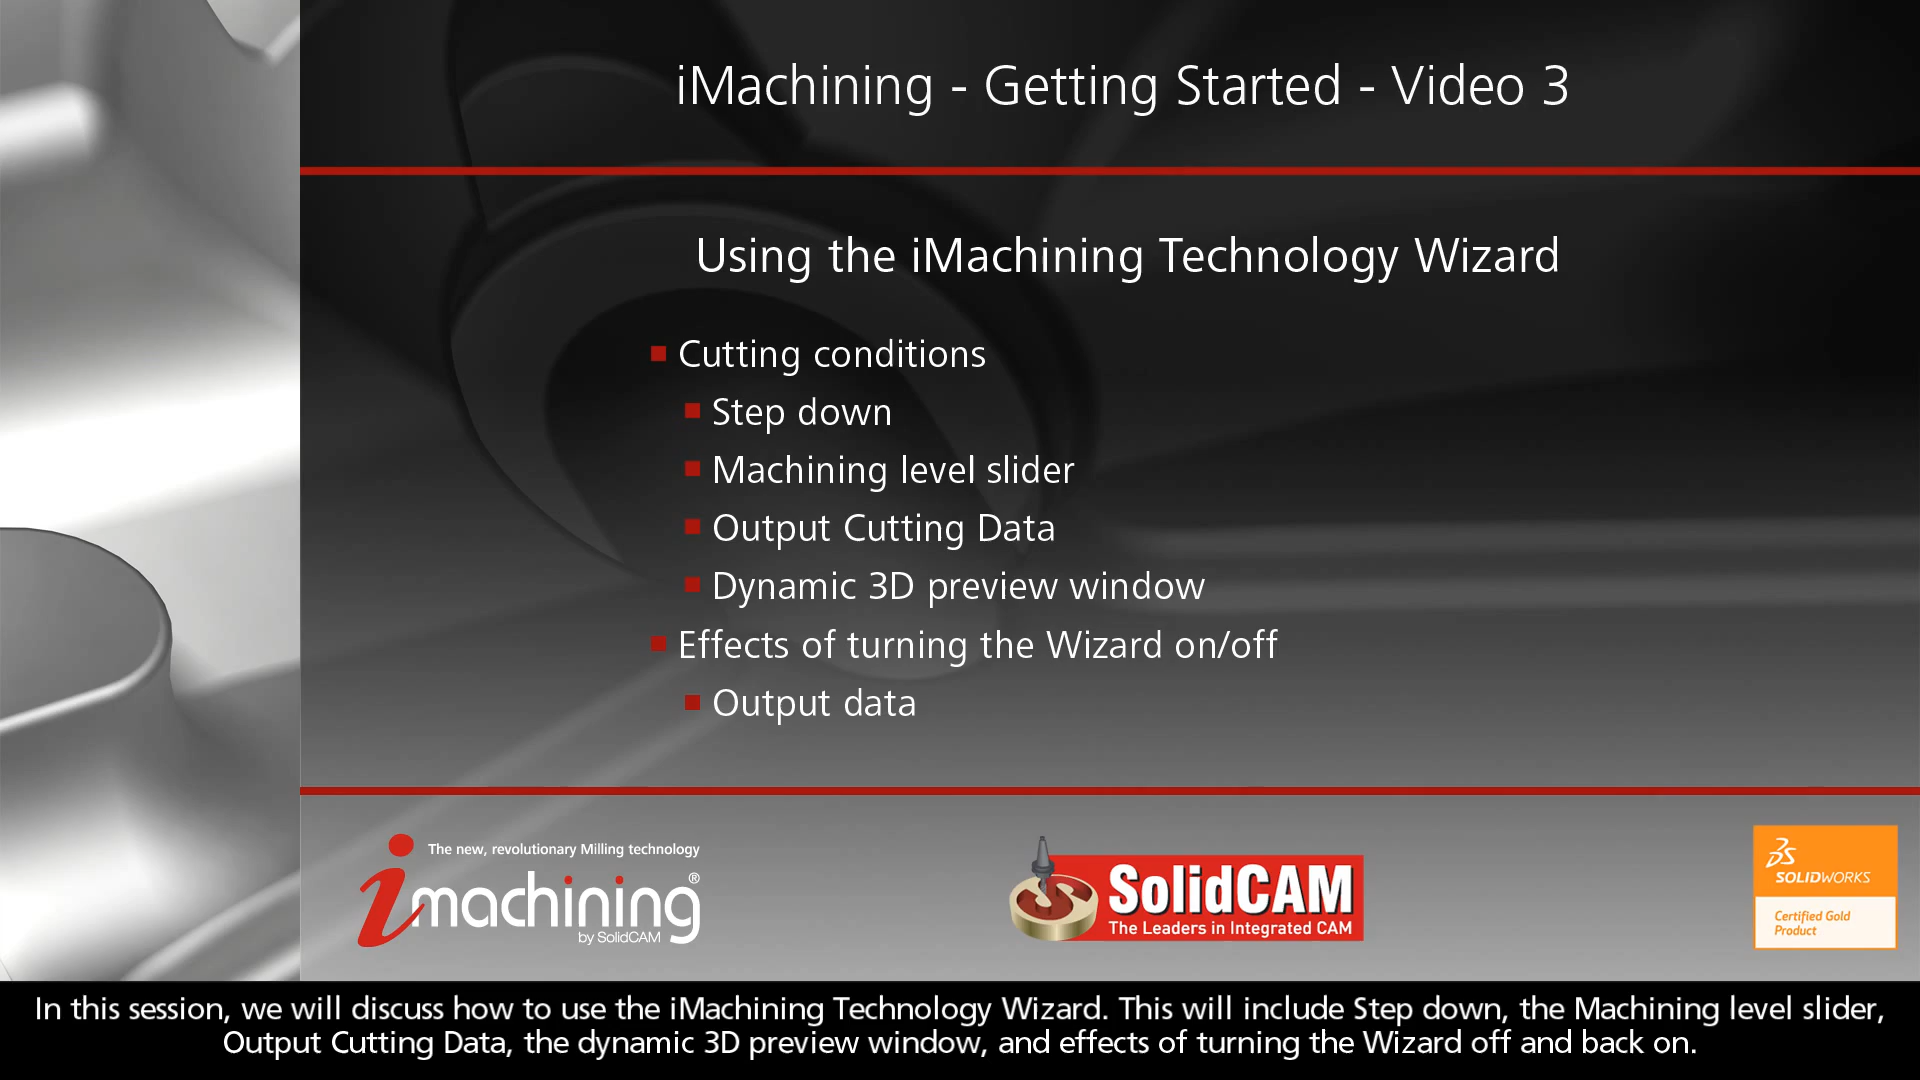 iMachining - Getting Started - Video 3
Using the iMachining Technology Wizard
Cutting conditions
Step down
Machining level slider
Output Cutting Data
Dynamic 3D preview window
Effects of turning the Wizard on/off
Output data
The new, revolutionary Milling technology
imachining®
by SolidCAM
SolidCAM
The Leaders in Integrated CAM
3DS
SOLIDWORKS
Certified Gold
Product
In this session, we will discuss how to use the iMachining Technology Wizard. This will include Step down, the Machining level slider,
Output Cutting Data, the dynamic 3D preview window, and effects of turning the Wizard off and back on.